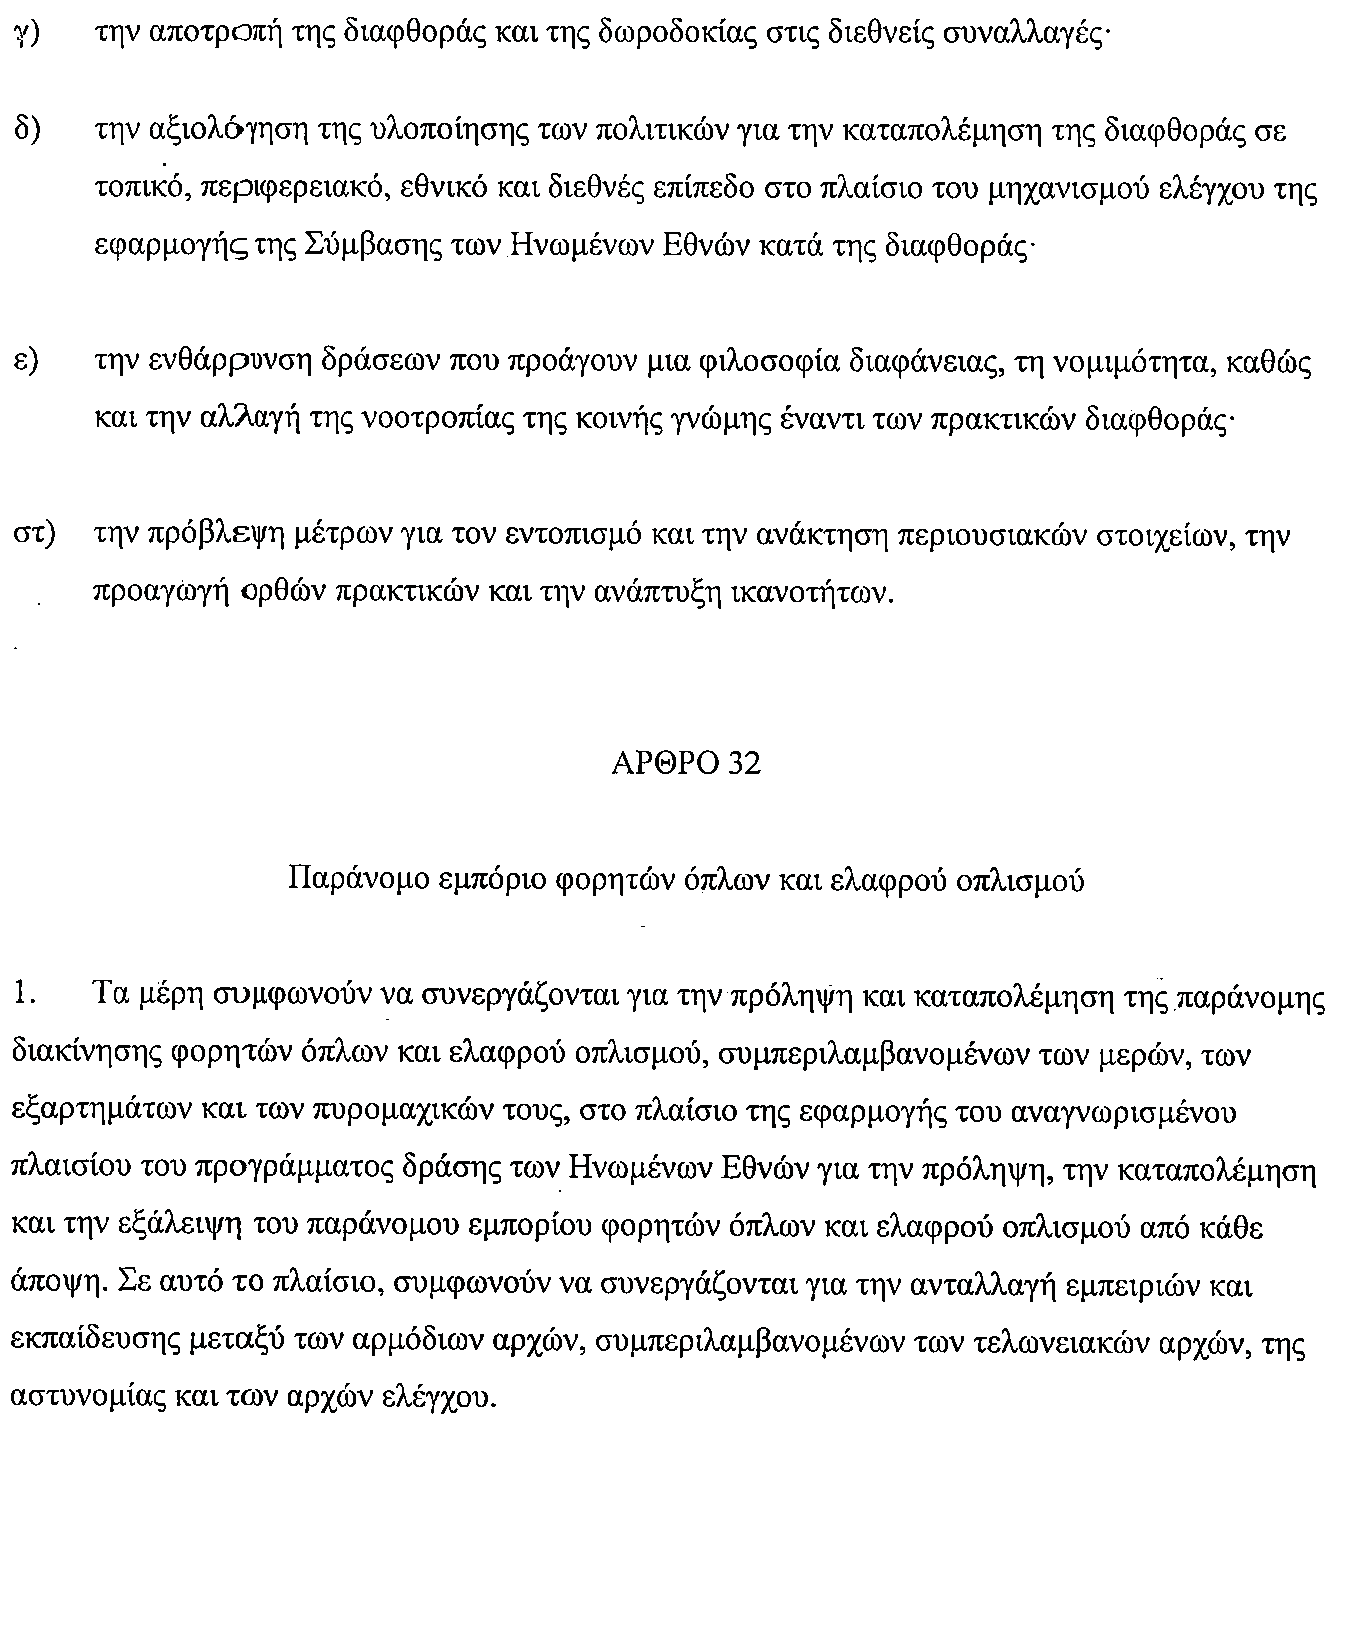 γ) την αποτροπή της διαφθοράς και της δωροδοκίας στις διεθνείς συναλλαγές·
δ) την αξιολόγηση της υλοποίησης των πολιτικών για την καταπολέμηση της διαφθοράς σε
τοπικό, περιφερειακό, εθνικό και διεθνές επίπεδο στο πλαίσιο του μηχανισμού ελέγχου της
εφαρμογής της Σύμβασης των Ηνωμένων Εθνών κατά της διαφθοράς·
ε) την ενθάρρυνση δράσεων που προάγουν μια φιλοσοφία διαφάνειας, τη νομιμότητα, καθώς
και την αλλαγή της νοοτροπίας της κοινής γνώμης έναντι των πρακτικών διαφθοράς·
στ) την πρόβλεψη μέτρων για τον εντοπισμό και την ανάκτηση περιουσιακών στοιχείων, την
προαγωγή ορθών πρακτικών και την ανάπτυξη ικανοτήτων.
ΑΡΘΡΟ 32
Παράνομο εμπόριο φορητών όπλων και ελαφρού οπλισμού
1. Τα μέρη συμφωνούν να συνεργάζονται για την πρόληψη και καταπολέμηση της παράνομης
διακίνησης φορητών όπλων και ελαφρού οπλισμού, συμπεριλαμβανομένων των μερών, των
εξαρτημάτων και των πυρομαχικών τους, στο πλαίσιο της εφαρμογής του αναγνωρισμένου
πλαισίου του προγράμματος δράσης των Ηνωμένων Εθνών για την πρόληψη, την καταπολέμηση
και την εξάλειψη του παράνομου εμπορίου φορητών όπλων και ελαφρού οπλισμού από κάθε
άποψη. Σε αυτό το πλαίσιο, συμφωνούν να συνεργάζονται για την ανταλλαγή εμπειριών και
εκπαίδευσης μεταξύ των αρμόδιων αρχών, συμπεριλαμβανομένων των τελωνειακών αρχών, της
αστυνομίας και των αρχών ελέγχου.